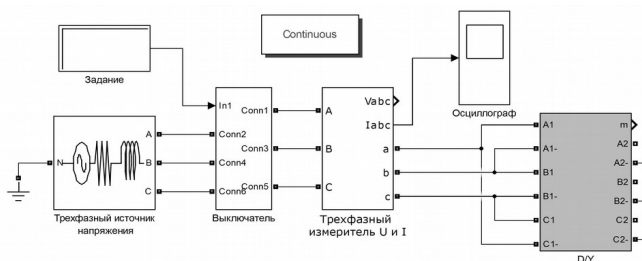 Continuous
Задание
In1
Conn1
Conn2
Conn3
Conn4
Conn5
Conn6
Выключатель
N
A
B
C
Трехфазный источник
напряжения
A
B
C
Vabc
Iabc
a
b
c
Трехфазный
измеритель U и I
Осциллограф
A1
A1-
B1
B1-
C1
C1-
m
A2
A2-
B2
B2-
C2
C2-
D/Y